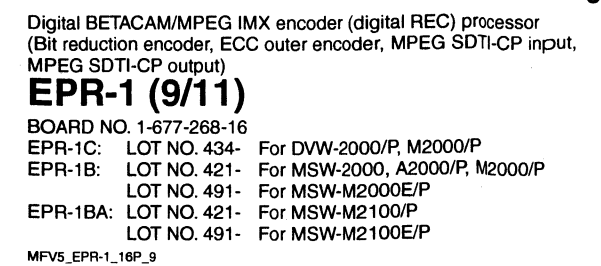 Digital BETACAM/MPEG IMX encoder (digital REC) processor
(Bit reduction encoder, ECC outer encoder, MPEG SDTI-CP input,
MPEG SDTI-CP output)
EPR-1 (9/11)
BOARD NO. 1-677-268-16
EPR-1C: LOT NO. 434- For DVW-2000/P, M2000/P
EPR-1B: LOT NO. 421- For MSW-2000, A2000/P, M2000/P
LOT NO. 491- For MSW-M2000E/P
EPR-1BA: LOT NO. 421- For MSW-M2100/P
LOT NO. 491- For MSW-M2100E/P
MFV5_EPR-1_16P_9